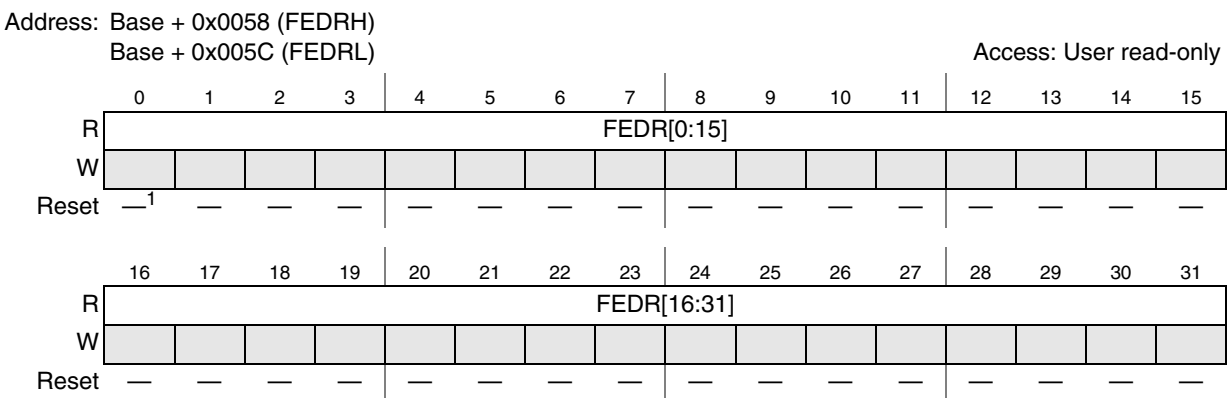 Address: Base + 0x0058 (FEDRH)
Base + 0x005C (FEDRL) Access: User read-only
0 1 2 3 4 5 6 7 8 9 10 11 12 13 14 15
R FEDR[0:15]
W
Reset —1 — — — — — — — — — — — — — — —
16 17 18 19 20 21 22 23 24 25 26 27 28 29 30 31
R FEDR[16:31]
W
Reset — — — — — — — — — — — — — — — —